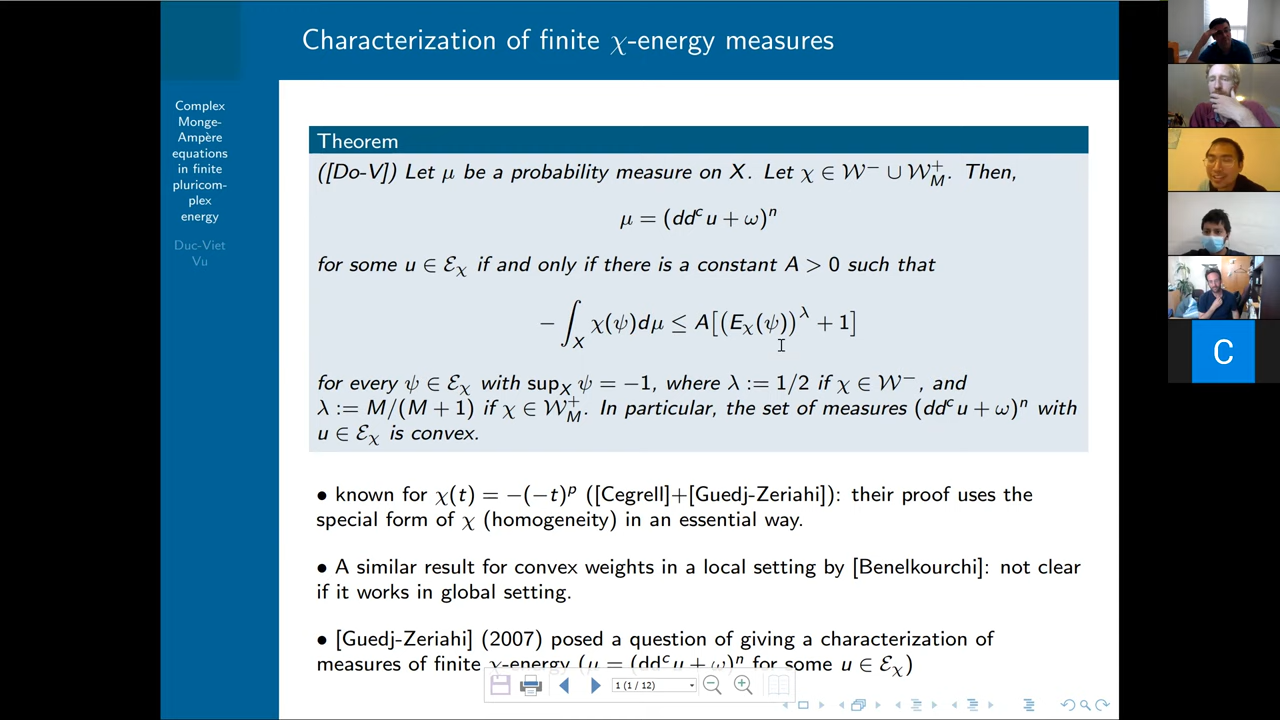 Characterization of finite χ-energy measures
Complex
Monge-
Ampère
equations
in finite
pluricom-
plex
energy
Duc-Viet
Vu
Theorem
([Do-V]) Let μ be a probability measure on X. Let χ ∈ 𝒲⁻ ∪ 𝒲⁺_M. Then,
μ = (ddᶜu + ω)ⁿ
for some u ∈ ℰ_χ if and only if there is a constant A > 0 such that
− ∫_X χ(ψ)dμ ≤ A[(E_χ(ψ))^λ + 1]
for every ψ ∈ ℰ_χ with sup_X ψ = −1, where λ := 1/2 if χ ∈ 𝒲⁻, and
λ := M/(M + 1) if χ ∈ 𝒲⁺_M. In particular, the set of measures (ddᶜu + ω)ⁿ with
u ∈ ℰ_χ is convex.
• known for χ(t) = −(−t)ᵖ ([Cegrell]+[Guedj-Zeriahi]): their proof uses the
special form of χ (homogeneity) in an essential way.
• A similar result for convex weights in a local setting by [Benelkourchi]: not clear
if it works in global setting.
• [Guedj-Zeriahi] (2007) posed a question of giving a characterization of
measures of finite χ-energy (μ = (ddᶜu + ω)ⁿ for some u ∈ ℰ_χ)
1 (1 / 12)
C